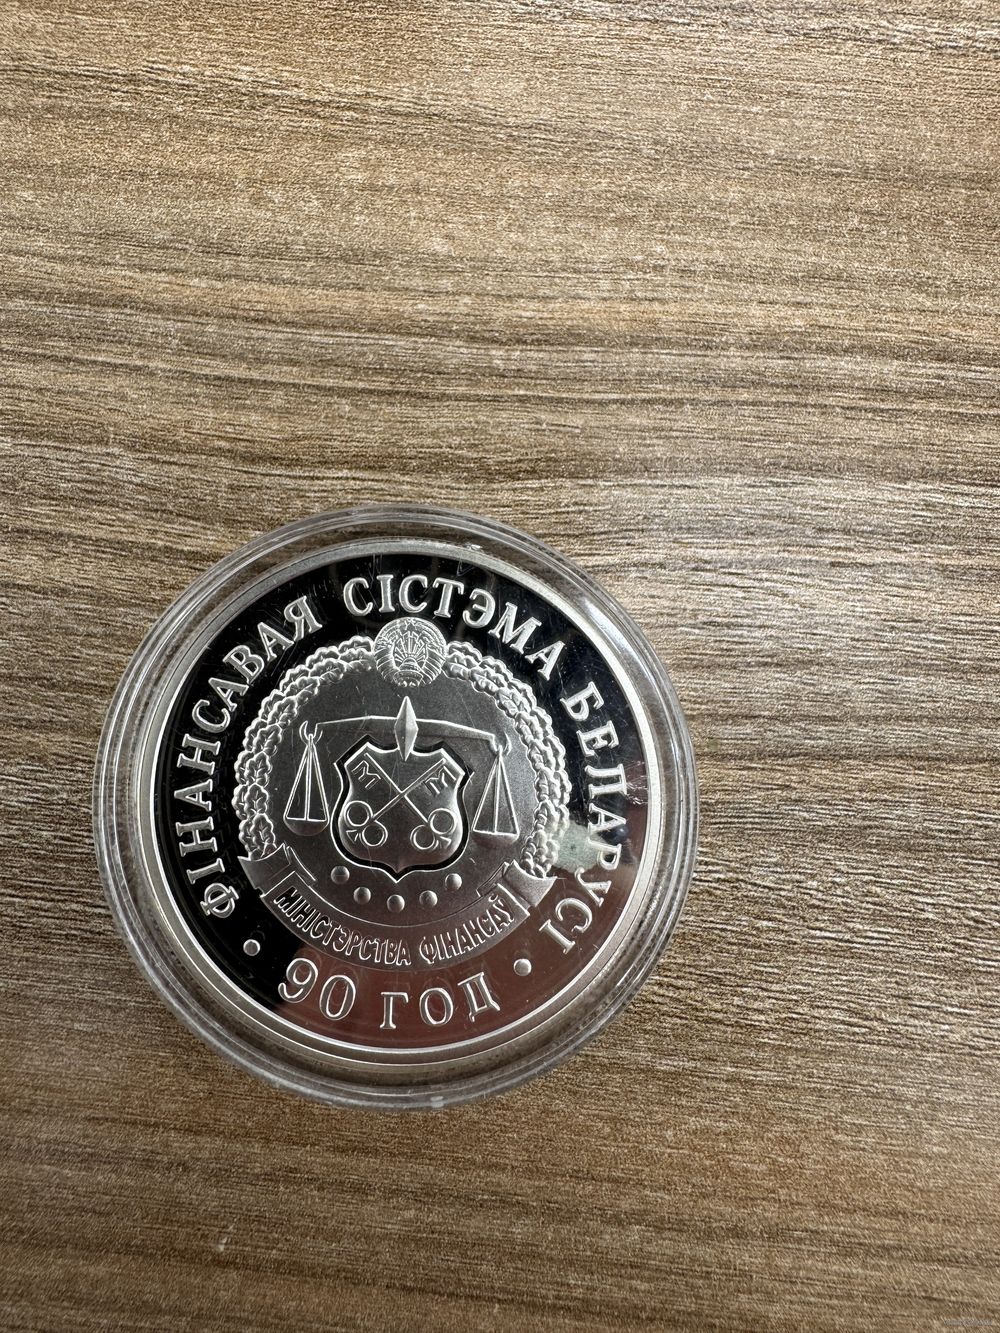 ФІНАНСАВАЯ СІСТЭМА БЕЛАРУСІ
МІНІСТЭРСТВА ФІНАНСАЎ
• 90 ГОД •